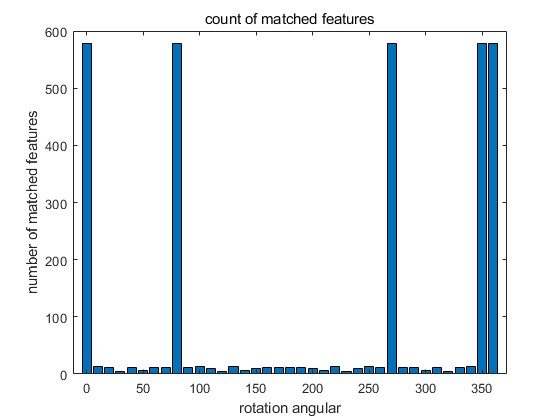 count of matched features
600
500
400
300
200
100
0
number of matched features
0 50 100 150 200 250 300 350
rotation angular